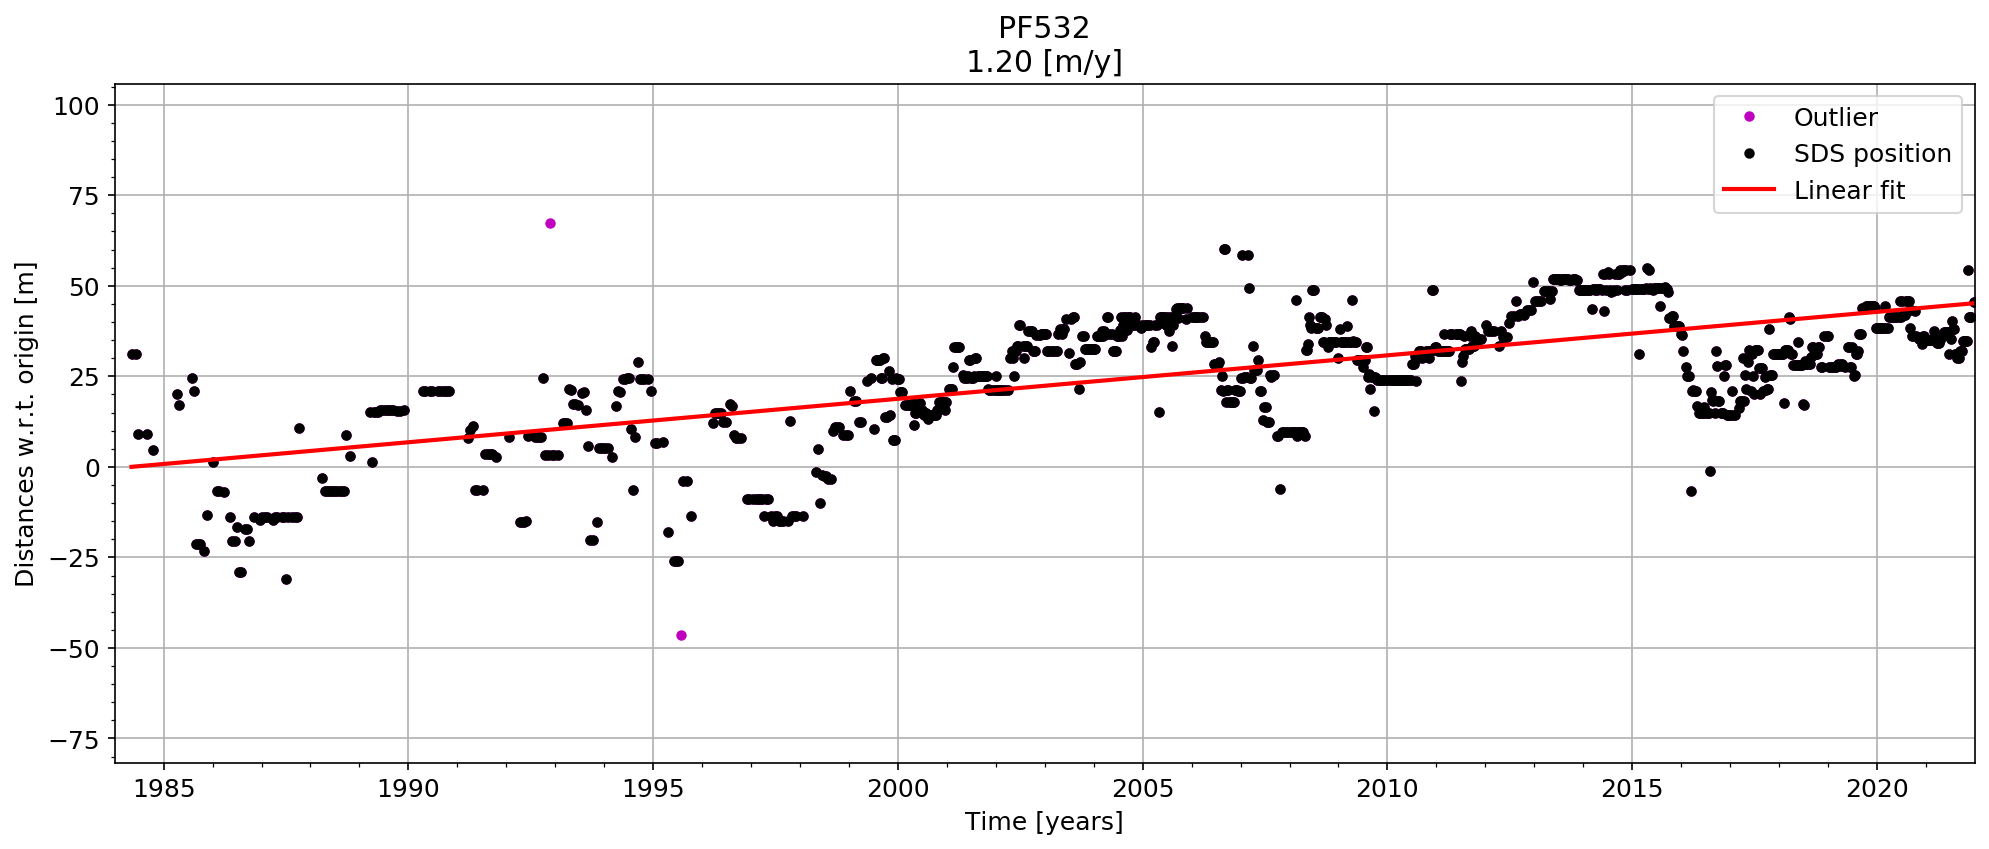 PF532
1.20 [m/y]
Distances w.r.t. origin [m]
100
75
50
25
0
−25
−50
−75
Outlier
SDS position
Linear fit
1985 1990 1995 2000 2005 2010 2015 2020
Time [years]